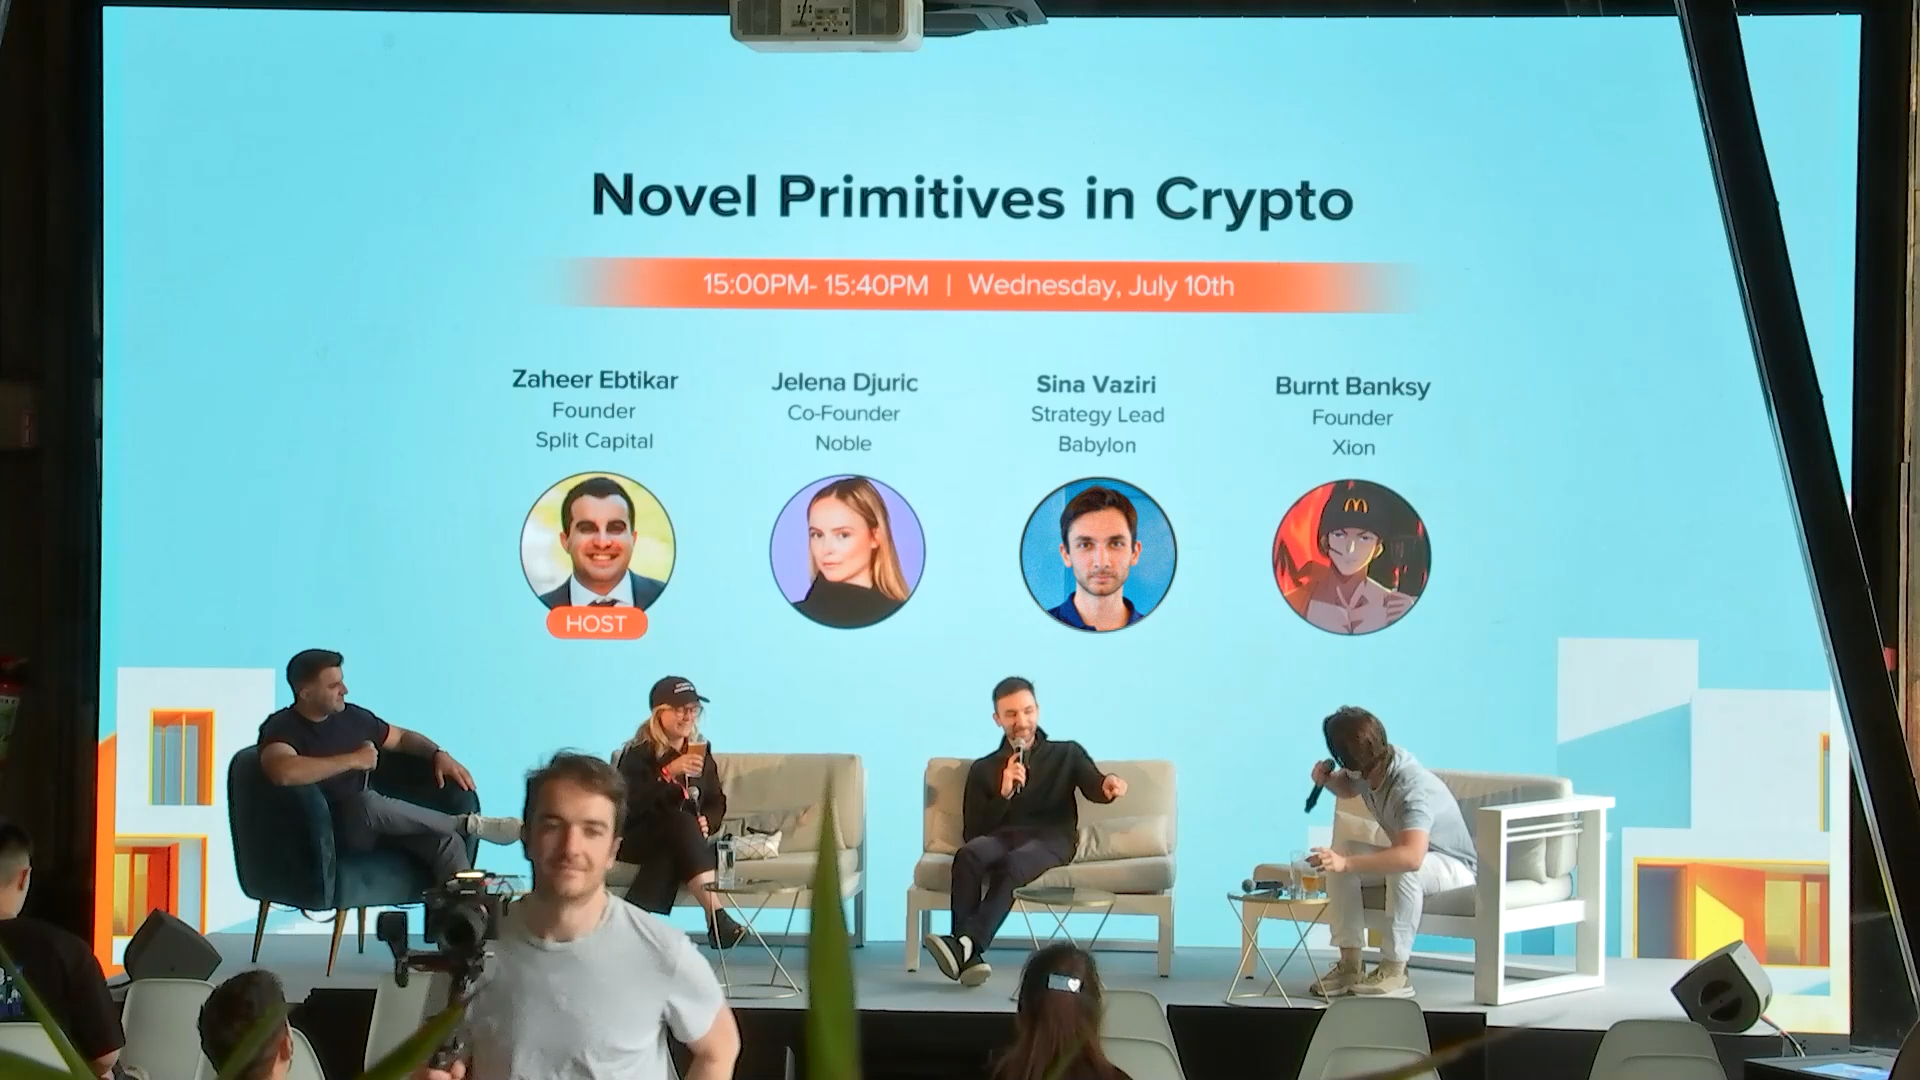 Novel Primitives in Crypto
15:00PM- 15:40PM | Wednesday, July 10th
Zaheer Ebtikar
Founder
Split Capital
HOST
Jelena Djuric
Co-Founder
Noble
Sina Vaziri
Strategy Lead
Babylon
Burnt Banksy
Founder
Xion